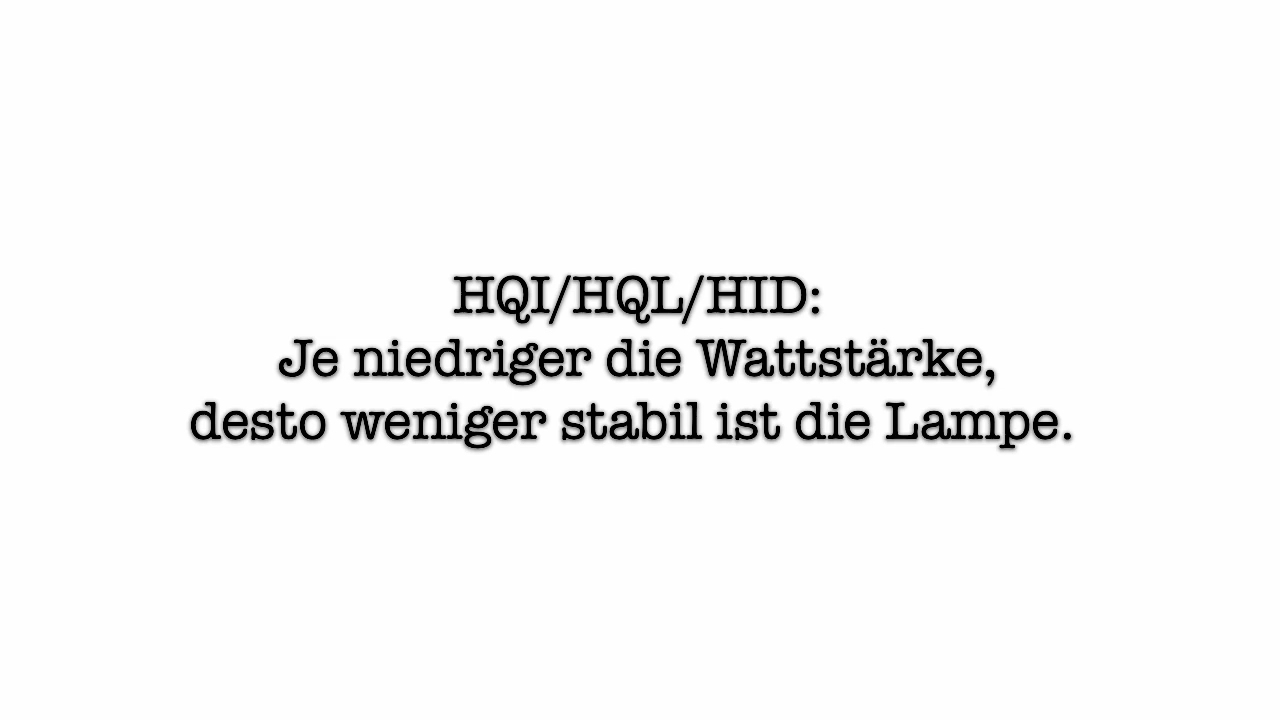 HQI/HQL/HID:
Je niedriger die Wattstärke,
desto weniger stabil ist die Lampe.